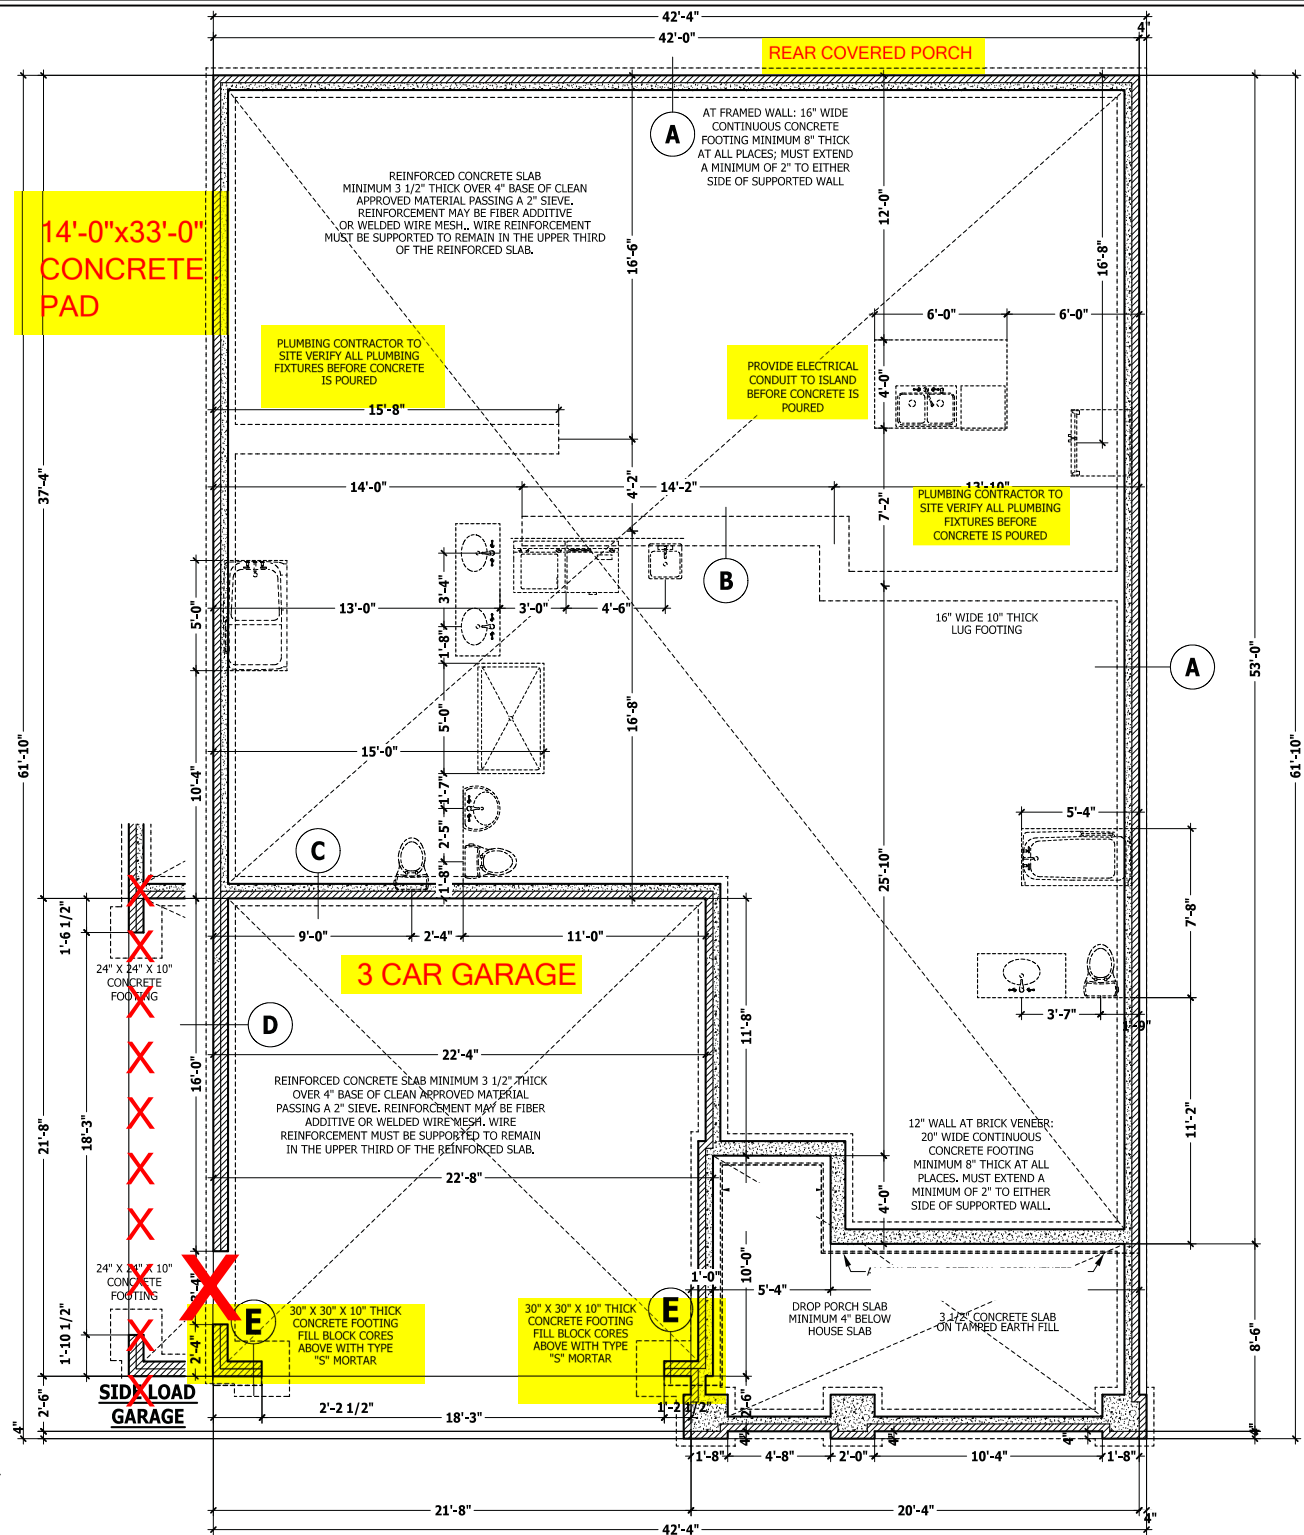 42'-4"
42'-0"
4"
REAR COVERED PORCH
A
AT FRAMED WALL: 16" WIDE
CONTINUOUS CONCRETE
FOOTING MINIMUM 8" THICK
AT ALL PLACES; MUST EXTEND
A MINIMUM OF 2" TO EITHER
SIDE OF SUPPORTED WALL
REINFORCED CONCRETE SLAB
MINIMUM 3 1/2" THICK OVER 4" BASE OF CLEAN
APPROVED MATERIAL PASSING A 2" SIEVE.
REINFORCEMENT MAY BE FIBER ADDITIVE
OR WELDED WIRE MESH.. WIRE REINFORCEMENT
MUST BE SUPPORTED TO REMAIN IN THE UPPER THIRD
OF THE REINFORCED SLAB.
12'-0"
16'-6"
16'-8"
14'-0"x33'-0"
CONCRETE
PAD
6'-0"
6'-0"
PLUMBING CONTRACTOR TO
SITE VERIFY ALL PLUMBING
FIXTURES BEFORE CONCRETE
IS POURED
PROVIDE ELECTRICAL
CONDUIT TO ISLAND
BEFORE CONCRETE IS
POURED
4'-0"
15'-8"
37'-4"
14'-0"
4'-2"
14'-2"
13'-10"
7'-2"
PLUMBING CONTRACTOR TO
SITE VERIFY ALL PLUMBING
FIXTURES BEFORE
CONCRETE IS POURED
B
5'-0"
13'-0"
3'-4"
3'-0"
4'-6"
16" WIDE 10" THICK
LUG FOOTING
1'-8"
A
53'-0"
5'-0"
16'-8"
15'-0"
61'-10"
61'-10"
10'-4"
1'-7"
2'-5"
1'-8"
5'-4"
C
25'-10"
7'-8"
1'-6 1/2"
9'-0"
2'-4"
11'-0"
24" X 24" X 10"
CONCRETE
FOOTING
3 CAR GARAGE
D
3'-7"
1'-9"
11'-8"
22'-4"
16'-0"
REINFORCED CONCRETE SLAB MINIMUM 3 1/2" THICK
OVER 4" BASE OF CLEAN APPROVED MATERIAL
PASSING A 2" SIEVE. REINFORCEMENT MAY BE FIBER
ADDITIVE OR WELDED WIRE MESH. WIRE
REINFORCEMENT MUST BE SUPPORTED TO REMAIN
IN THE UPPER THIRD OF THE REINFORCED SLAB.
21'-8"
18'-3"
11'-2"
12" WALL AT BRICK VENEER:
20" WIDE CONTINUOUS
CONCRETE FOOTING
MINIMUM 8" THICK AT ALL
PLACES. MUST EXTEND A
MINIMUM OF 2" TO EITHER
SIDE OF SUPPORTED WALL.
22'-8"
4'-0"
24" X 24" X 10"
CONCRETE
FOOTING
X
X
X
X
X
X
X
X
X
X
X
10'-0"
1'-0"
5'-4"
E
30" X 30" X 10" THICK
CONCRETE FOOTING
FILL BLOCK CORES
ABOVE WITH TYPE
"S" MORTAR
30" X 30" X 10" THICK
CONCRETE FOOTING
FILL BLOCK CORES
ABOVE WITH TYPE
"S" MORTAR
E
DROP PORCH SLAB
MINIMUM 4" BELOW
HOUSE SLAB
3 1/2" CONCRETE SLAB
ON TAMPED EARTH FILL
1'-10 1/2"
2'-4"
8'-6"
SIDE LOAD
GARAGE
2'-6"
4"
2'-2 1/2"
18'-3"
1'-2 1/2"
2'-6"
4"
4"
4"
4"
1'-8"
4'-8"
2'-0"
10'-4"
1'-8"
21'-8"
20'-4"
4"
42'-4"